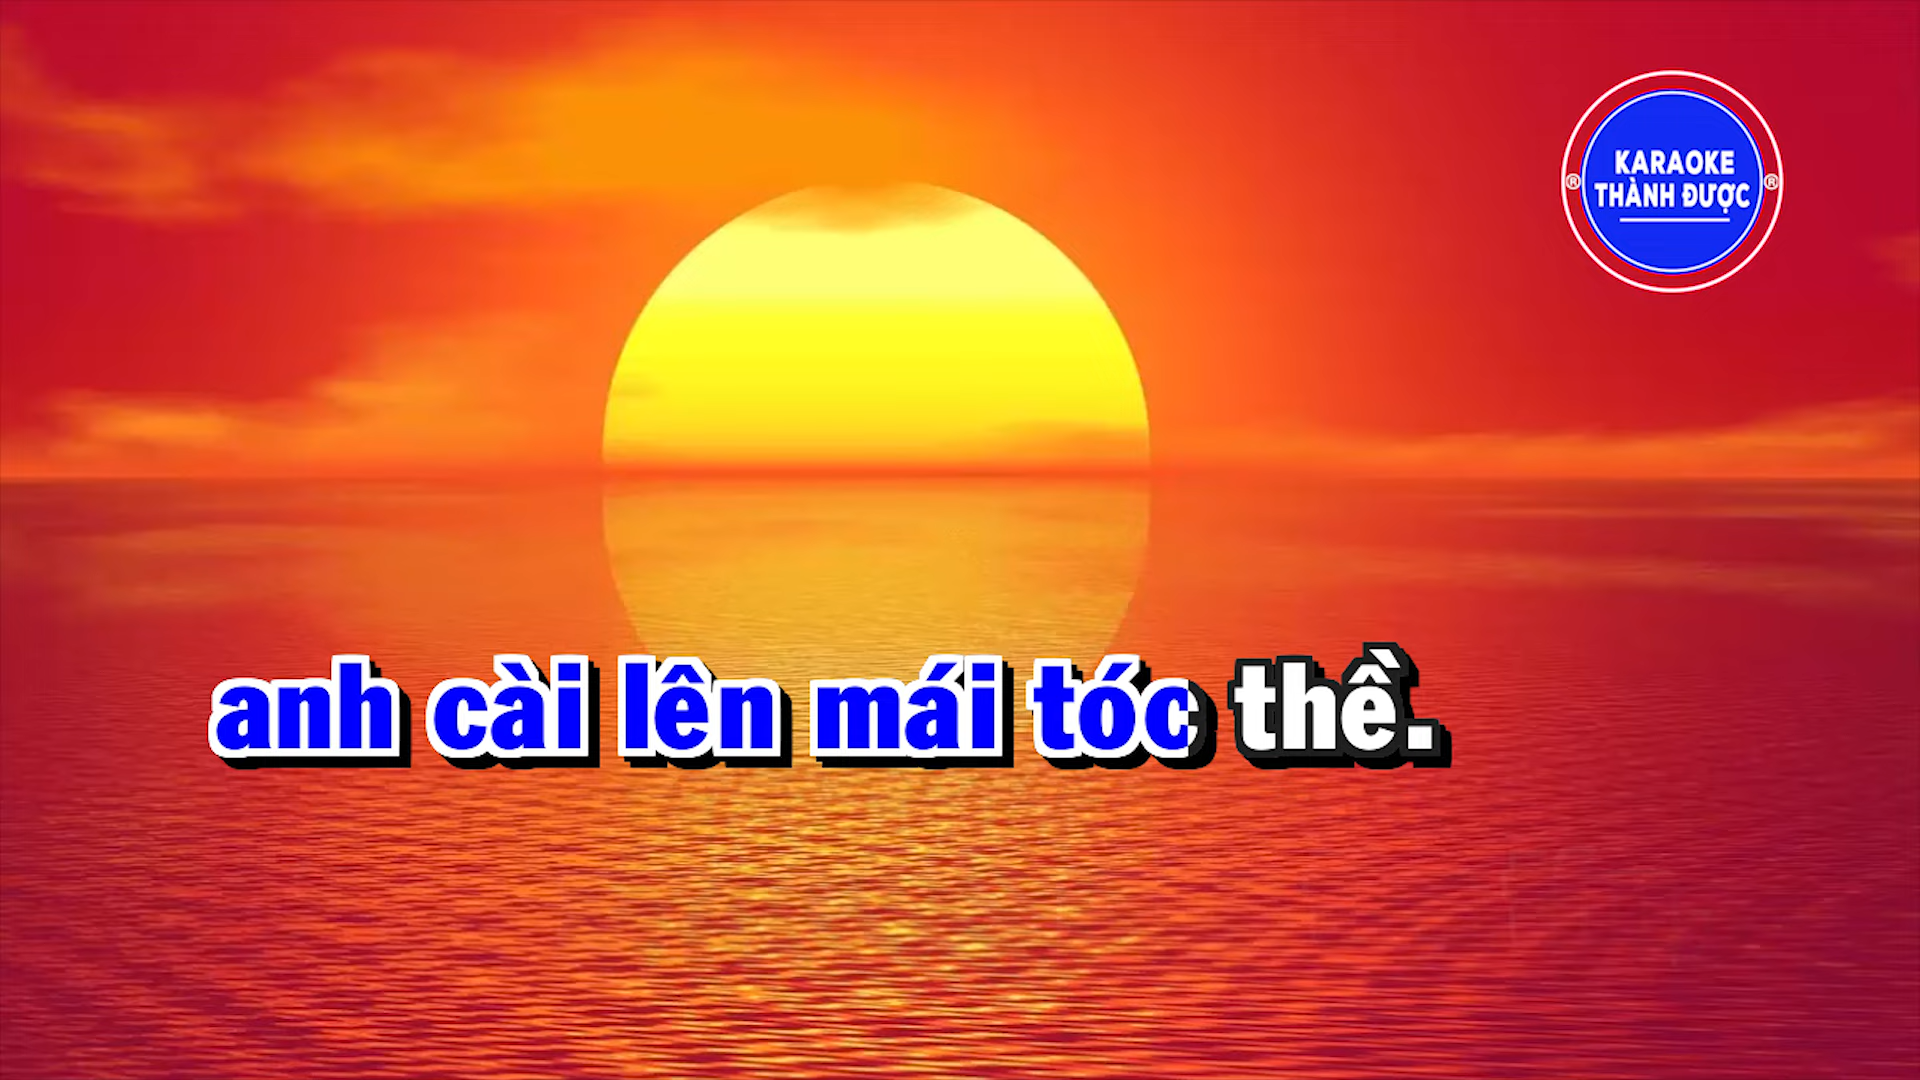 KARAOKE
® THÀNH ĐƯỢC ®
anh cài lên mái tóc thề.